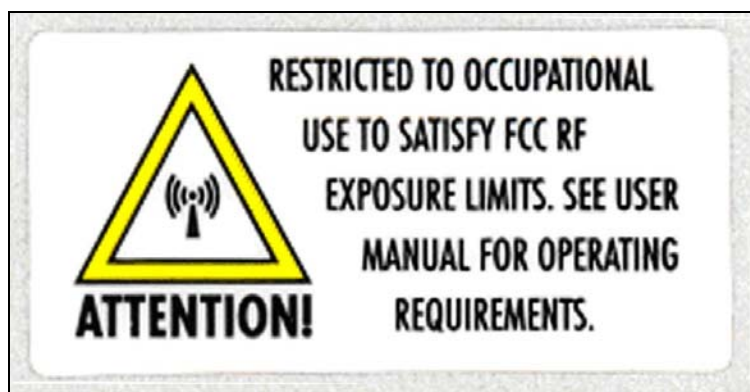 RESTRICTED TO OCCUPATIONAL
USE TO SATISFY FCC RF
EXPOSURE LIMITS. SEE USER
MANUAL FOR OPERATING
REQUIREMENTS.
ATTENTION!